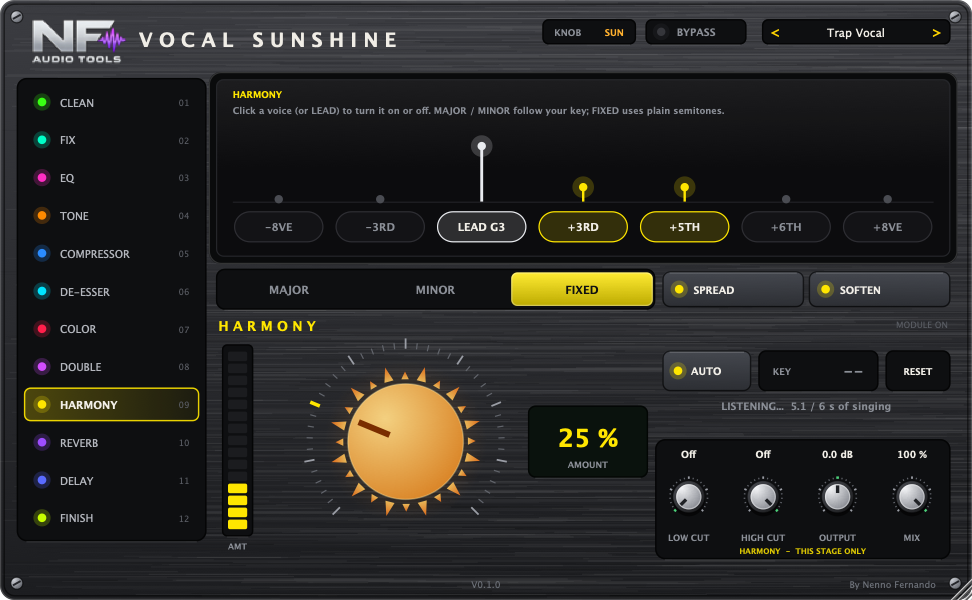 NF
AUDIO TOOLS
VOCAL SUNSHINE
KNOB SUN
BYPASS
< Trap Vocal >
CLEAN 01
FIX 02
EQ 03
TONE 04
COMPRESSOR 05
DE-ESSER 06
COLOR 07
DOUBLE 08
HARMONY 09
REVERB 10
DELAY 11
FINISH 12
HARMONY
Click a voice (or LEAD) to turn it on or off. MAJOR / MINOR follow your key; FIXED uses plain semitones.
-8VE
-3RD
LEAD G3
+3RD
+5TH
+6TH
+8VE
MAJOR
MINOR
FIXED
SPREAD
SOFTEN
HARMONY
MODULE ON
AMT
25 %
AMOUNT
AUTO
KEY --
RESET
LISTENING... 5.1 / 6 s of singing
Off Off 0.0 dB 100 %
LOW CUT HIGH CUT OUTPUT MIX
HARMONY – THIS STAGE ONLY
V0.1.0
By Nenno Fernando